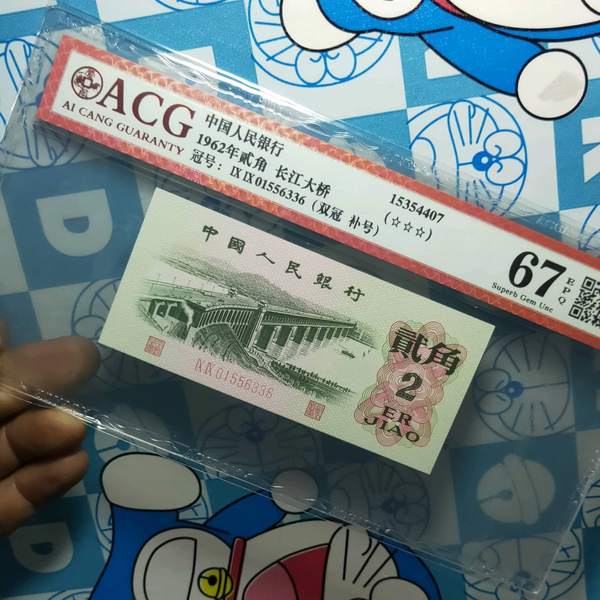 ACG
AI CANG GUARANTY
中国人民银行
1962年贰角 长江大桥
冠号：ⅨⅨ01556336（双冠 补号）
15354407
(☆☆☆)
67 EPQ
Superb Gem Unc
中國人民銀行
ⅨⅨ01556336
貳角
2
ER
JIAO
D